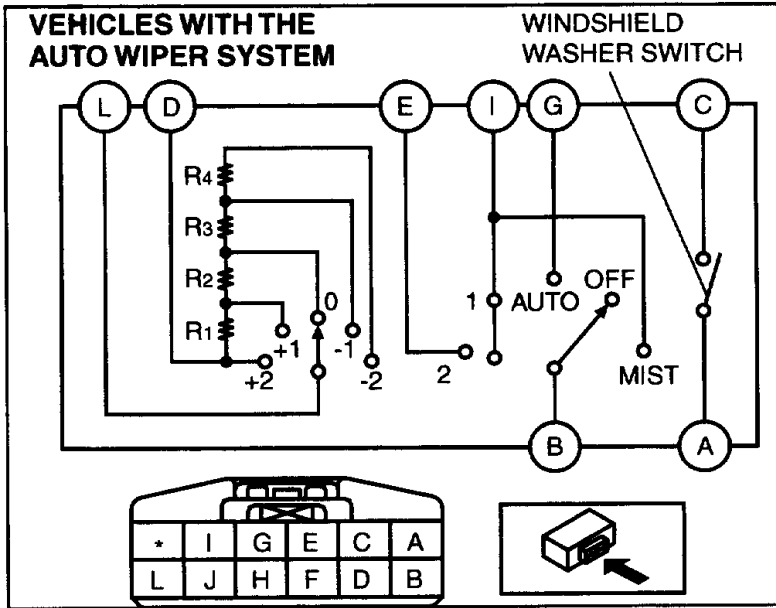 VEHICLES WITH THE
AUTO WIPER SYSTEM
WINDSHIELD
WASHER SWITCH
L D E I G C
R4
R3
R2
R1
0
+1
-1
+2
-2
1
2
AUTO
OFF
MIST
B A
* I G E C A
L J H F D B